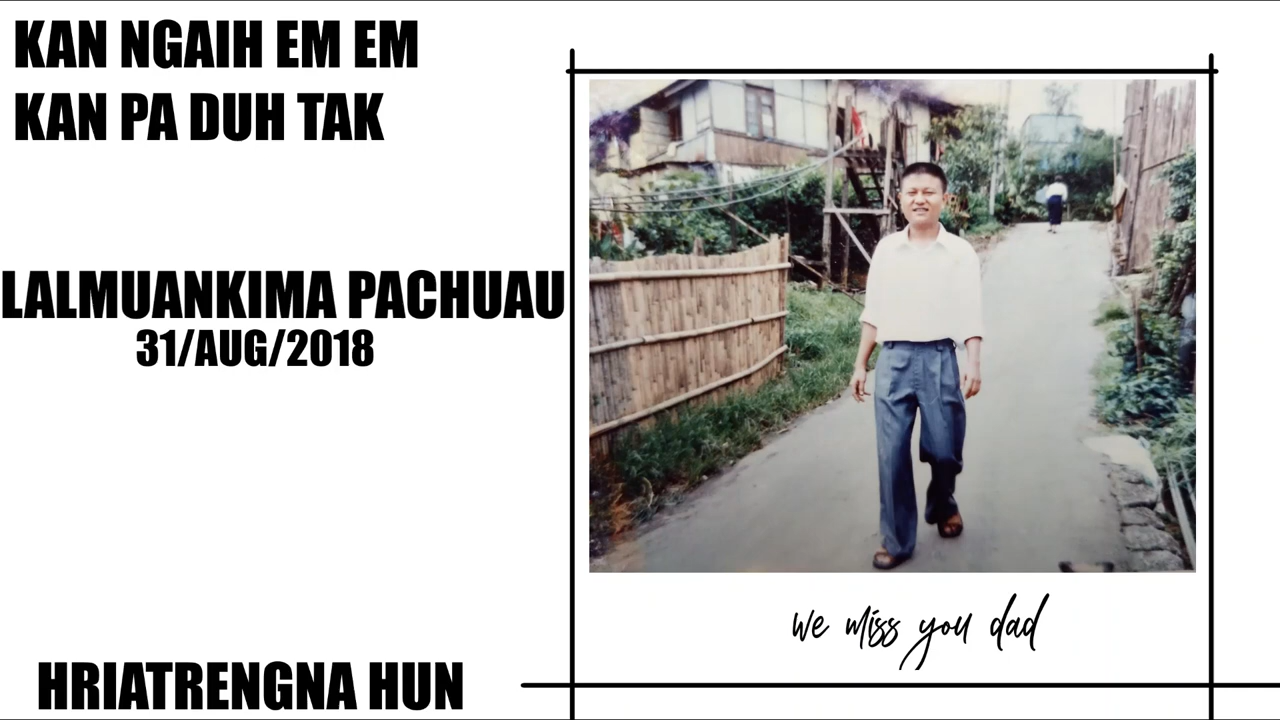 KAN NGAIH EM EM
KAN PA DUH TAK
LALMUANKIMA PACHUAU
31/AUG/2018
we miss you dad
HRIATRENGNA HUN